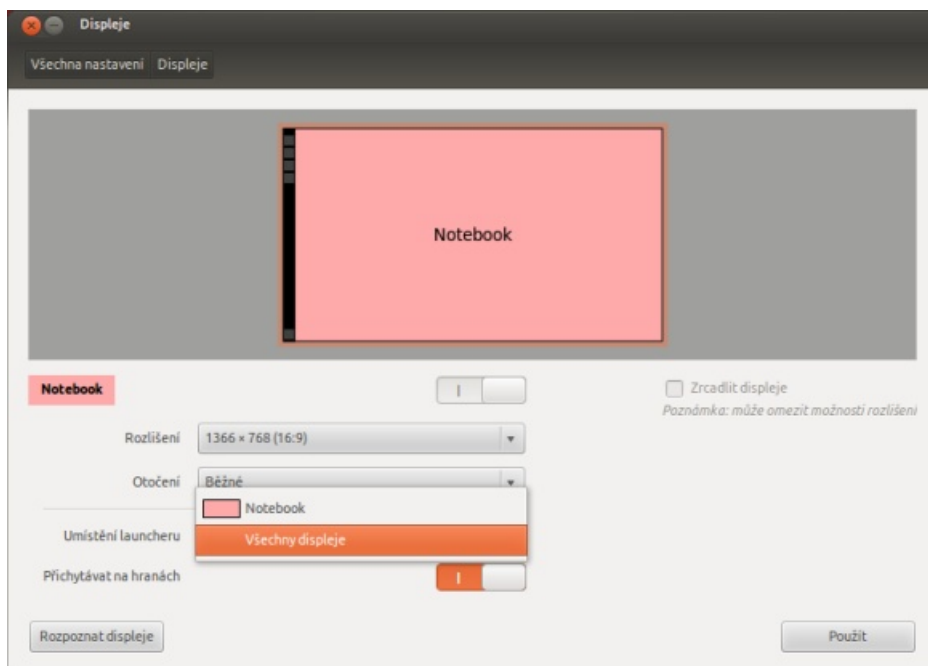 Displeje
Všechna nastavení Displeje
Notebook
Notebook
Zrcadlit displeje
Poznámka: může omezit možnosti rozlišení
Rozlišení 1366 × 768 (16:9)
Otočení Běžné
Notebook
Umístění launcheru Všechny displeje
Přichytávat na hranách
Rozpoznat displeje Použít